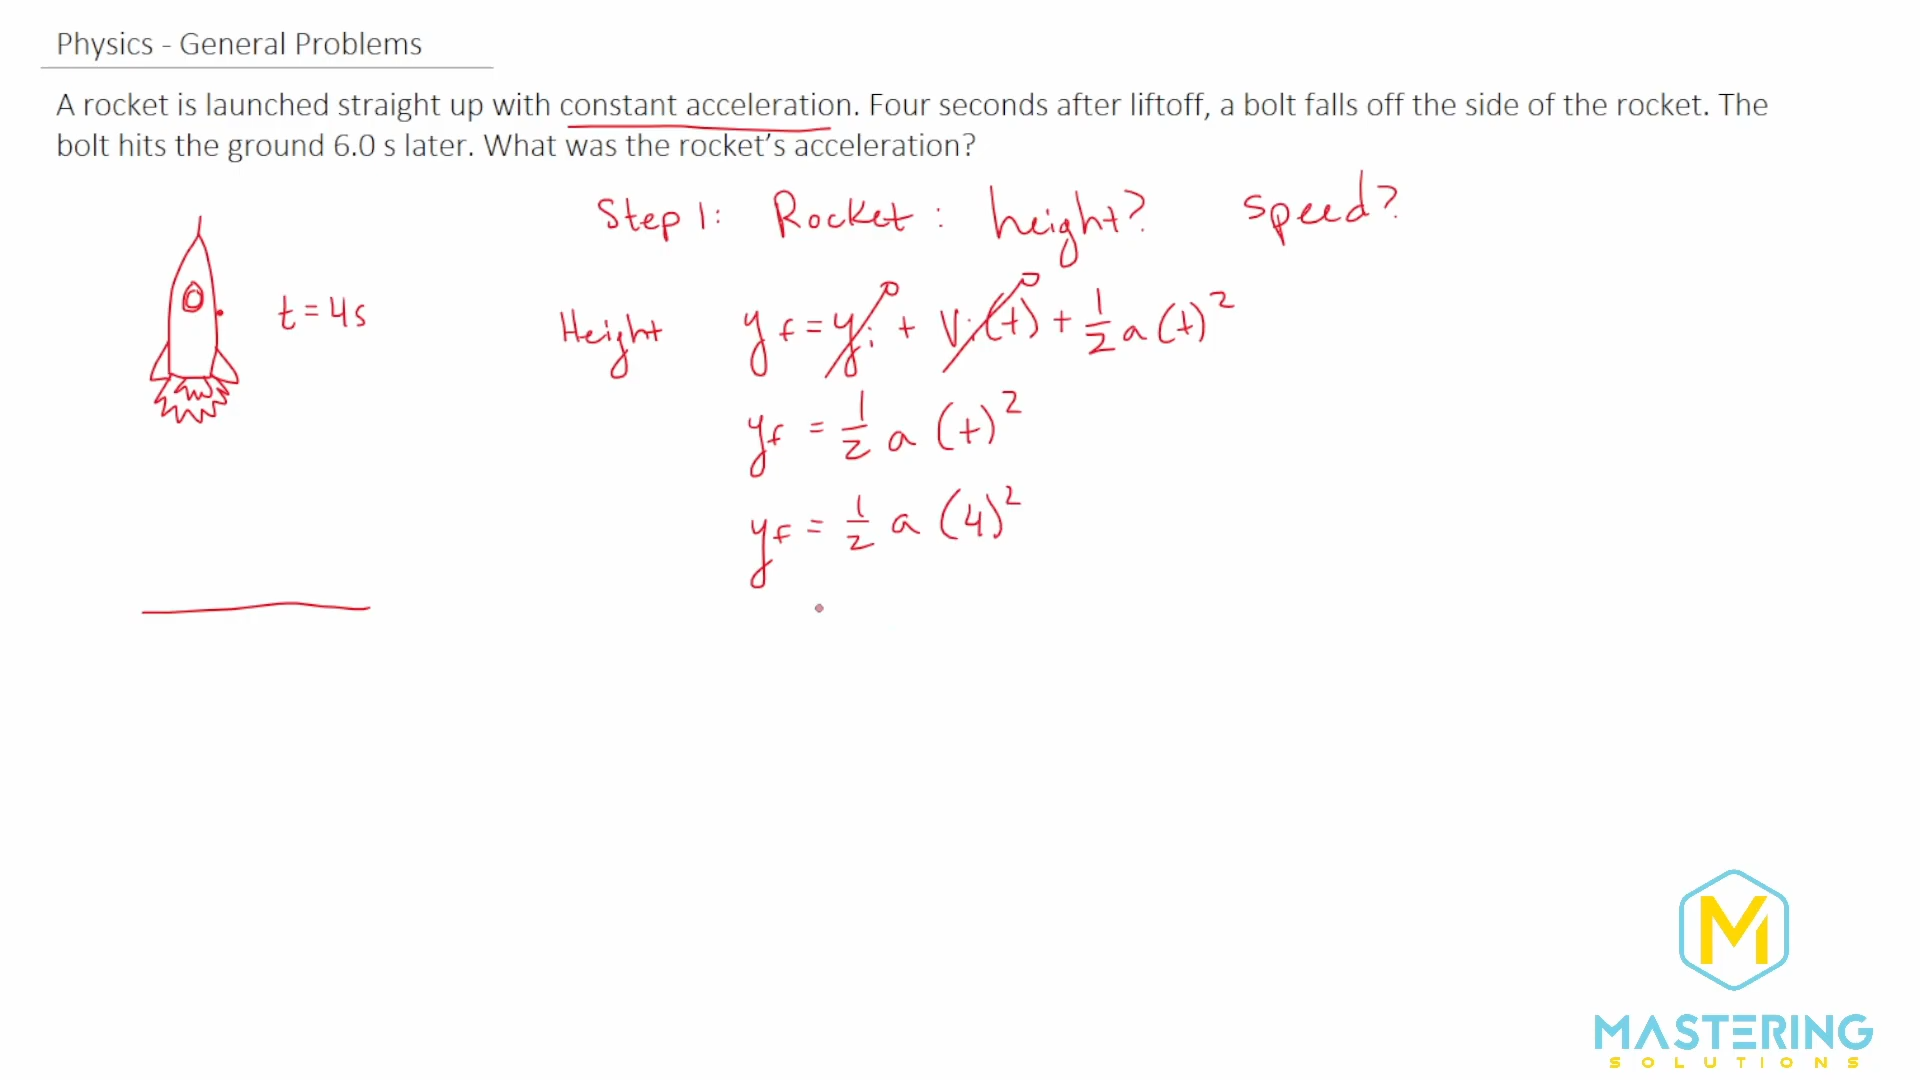 Physics - General Problems
A rocket is launched straight up with constant acceleration. Four seconds after liftoff, a bolt falls off the side of the rocket. The
bolt hits the ground 6.0 s later. What was the rocket’s acceleration?
Step 1: Rocket: height? speed?
t = 4s
Height yf = yi + Vi(t) + 1/2 a (t)²
yf = 1/2 a (t)²
yf = 1/2 a (4)²
M
MASTERING
SOLUTIONS